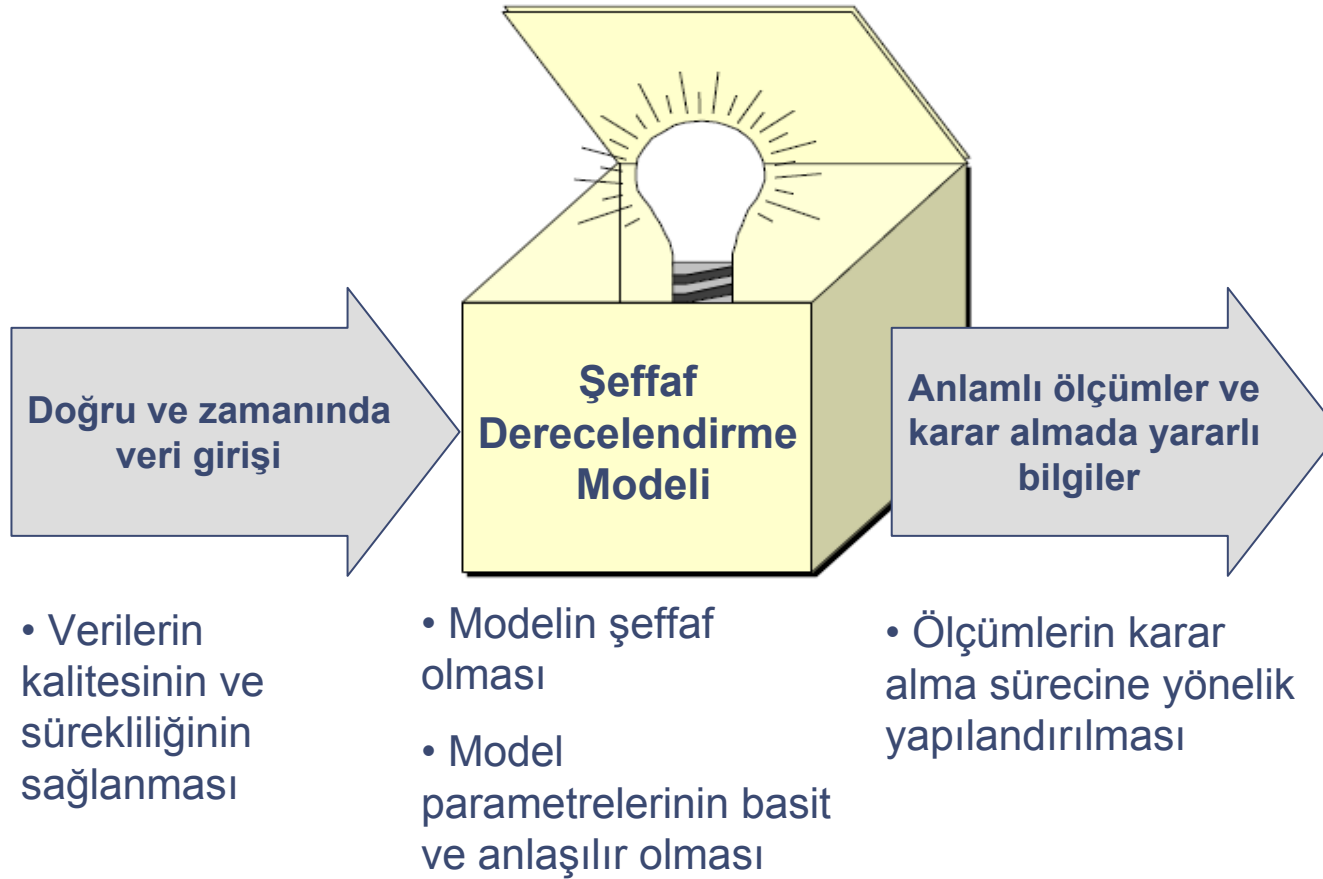 Doğru ve zamanında
veri girişi
Şeffaf
Derecelendirme
Modeli
Anlamlı ölçümler ve
karar almada yararlı
bilgiler
• Verilerin
kalitesinin ve
sürekliliğinin
sağlanması
• Modelin şeffaf
olması
• Model
parametrelerinin basit
ve anlaşılır olması
• Ölçümlerin karar
alma sürecine yönelik
yapılandırılması